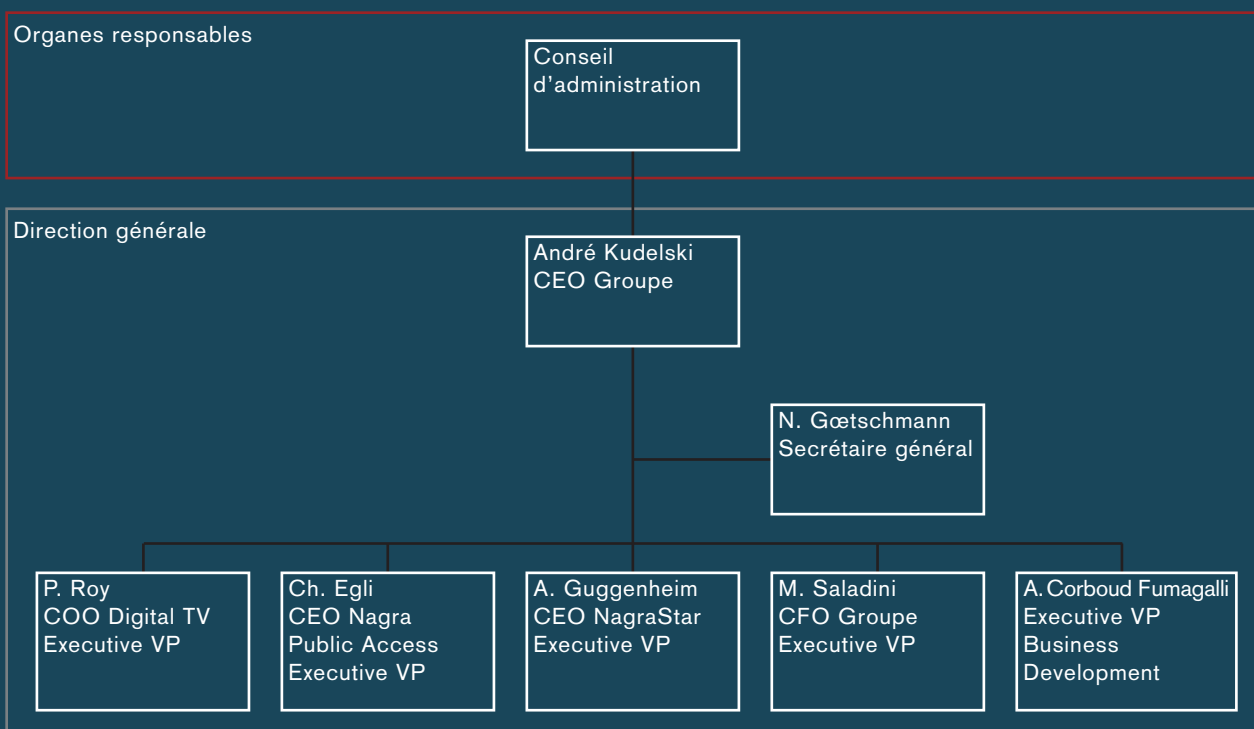 Organes responsables
Conseil
d'administration
Direction générale
André Kudelski
CEO Groupe
N. Gœtschmann
Secrétaire général
P. Roy
COO Digital TV
Executive VP
Ch. Egli
CEO Nagra
Public Access
Executive VP
A. Guggenheim
CEO NagraStar
Executive VP
M. Saladini
CFO Groupe
Executive VP
A. Corboud Fumagalli
Executive VP
Business
Development